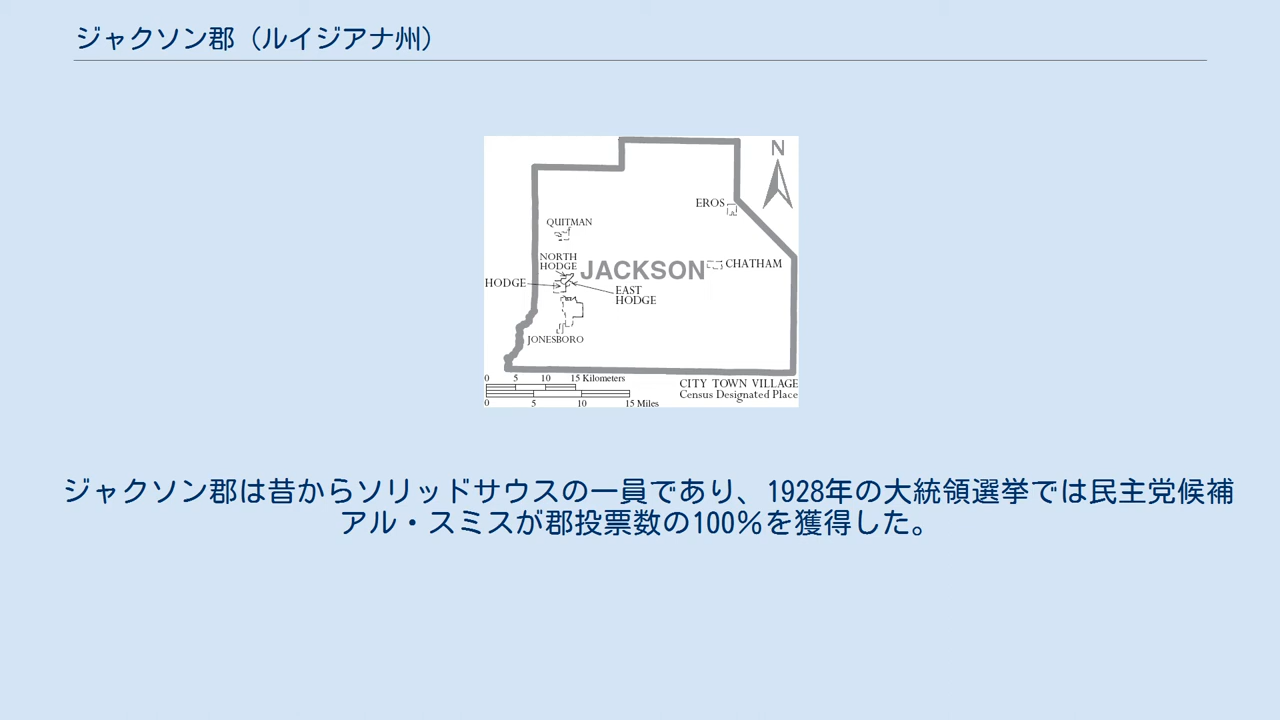 ジャクソン郡（ルイジアナ州）
N
EROS
QUITMAN
NORTH
HODGE
JACKSON
CHATHAM
HODGE
EAST
HODGE
JONESBORO
0 5 10 15 Kilometers
0 5 10 15 Miles
CITY TOWN VILLAGE
Census Designated Place
ジャクソン郡は昔からソリッドサウスの一員であり、1928年の大統領選挙では民主党候補
アル・スミスが郡投票数の100％を獲得した。